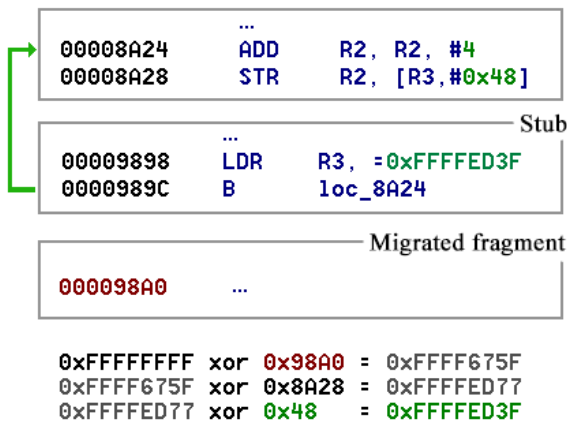 ...
00008A24 ADD R2, R2, #4
00008A28 STR R2, [R3,#0x48]
Stub
...
00009898 LDR R3, =0xFFFFED3F
0000989C B loc_8A24
Migrated fragment
000098A0 ...
0xFFFFFFFF xor 0x98A0 = 0xFFFF675F
0xFFFF675F xor 0x8A28 = 0xFFFFED77
0xFFFFED77 xor 0x48 = 0xFFFFED3F